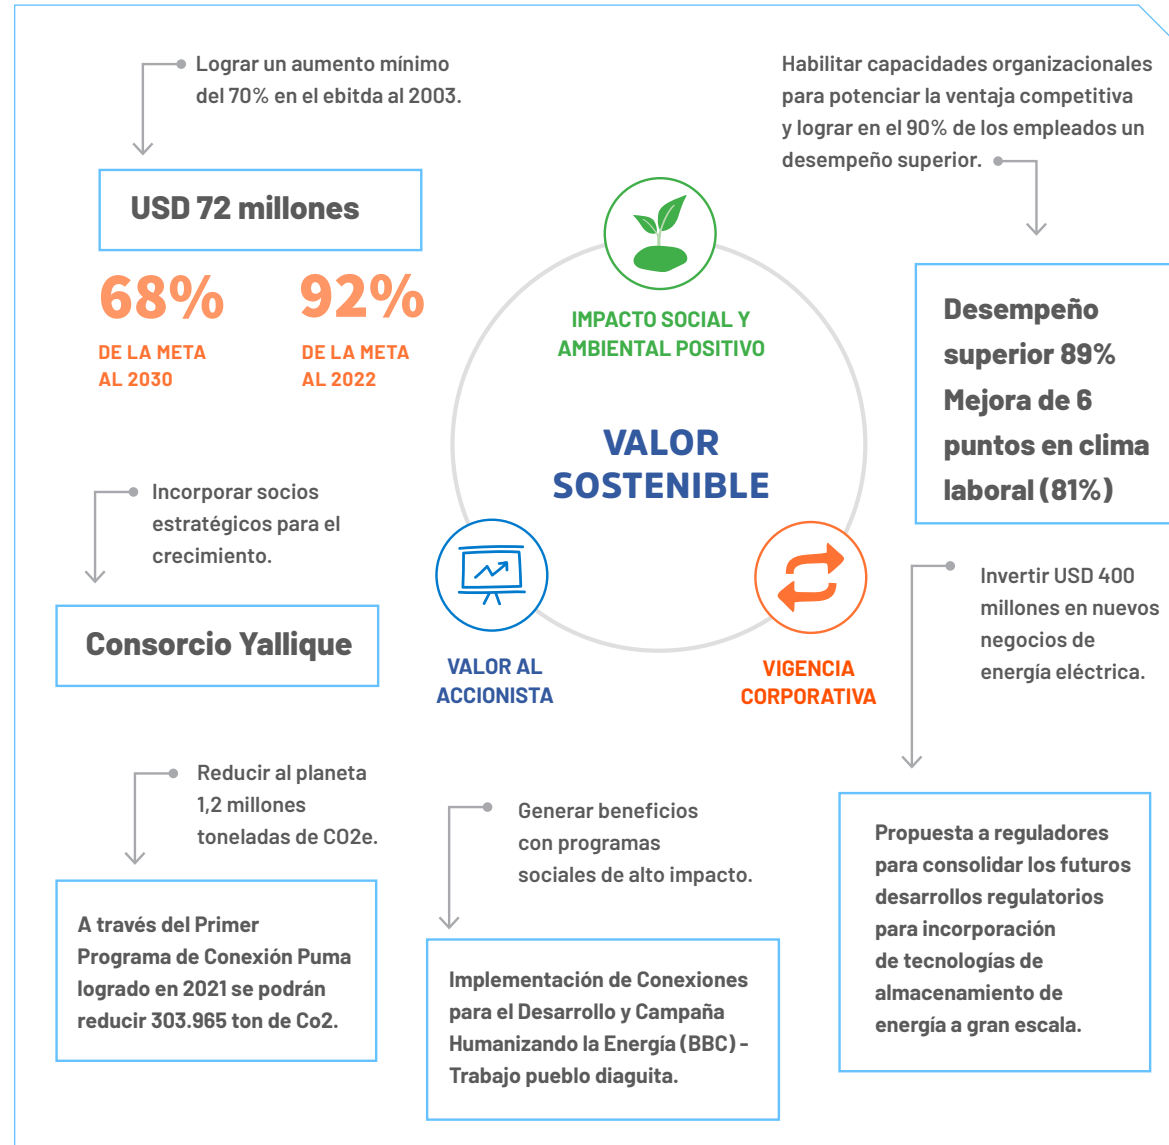 Lograr un aumento mínimo
del 70% en el ebitda al 2003.
USD 72 millones
68%
DE LA META
AL 2030
92%
DE LA META
AL 2022
Habilitar capacidades organizacionales
para potenciar la ventaja competitiva
y lograr en el 90% de los empleados un
desempeño superior.
Desempeño
superior 89%
Mejora de 6
puntos en clima
laboral (81%)
IMPACTO SOCIAL Y
AMBIENTAL POSITIVO
VALOR
SOSTENIBLE
VALOR AL
ACCIONISTA
VIGENCIA
CORPORATIVA
Incorporar socios
estratégicos para el
crecimiento.
Consorcio Yallique
Invertir USD 400
millones en nuevos
negocios de
energía eléctrica.
Reducir al planeta
1,2 millones
toneladas de CO2e.
A través del Primer
Programa de Conexión Puma
logrado en 2021 se podrán
reducir 303.965 ton de Co2.
Generar beneficios
con programas
sociales de alto impacto.
Implementación de Conexiones
para el Desarrollo y Campaña
Humanizando la Energía (BBC) -
Trabajo pueblo diaguita.
Propuesta a reguladores
para consolidar los futuros
desarrollos regulatorios
para incorporación
de tecnologías de
almacenamiento de
energía a gran escala.